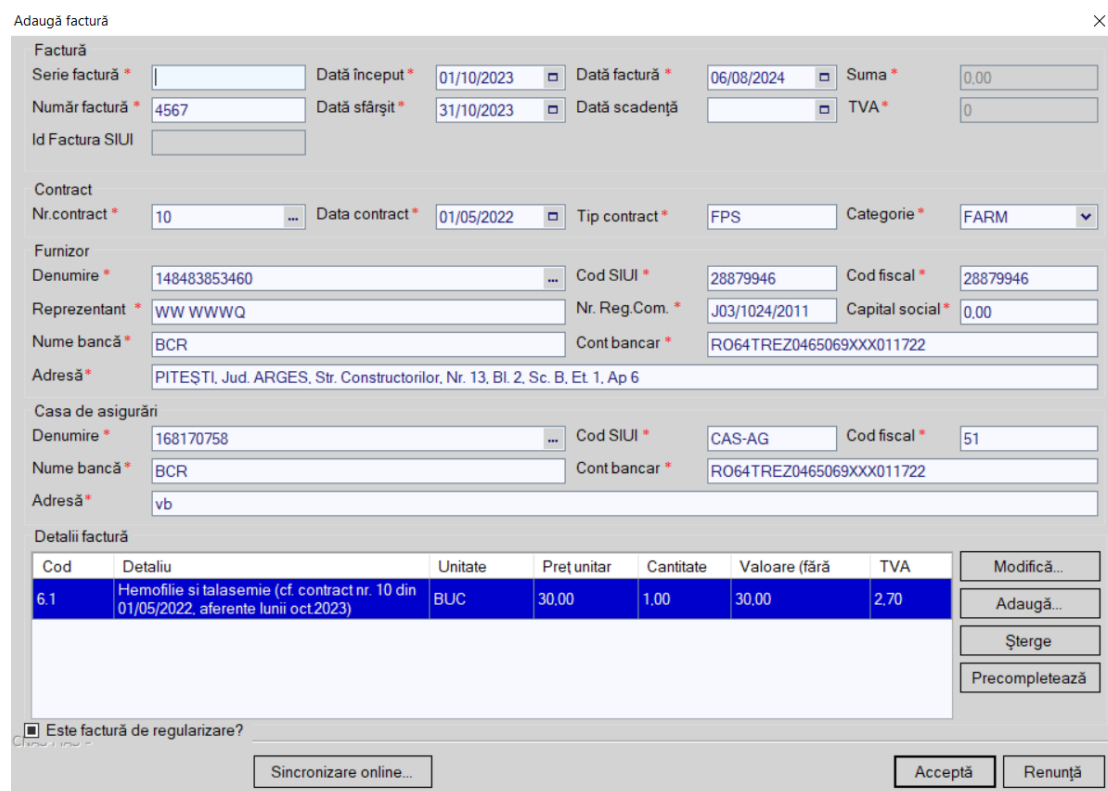 Adaugă factură
Factură
Serie factură * Dată început * 01/10/2023 Dată factură * 06/08/2024 Suma * 0,00
Număr factură * 4567 Dată sfârşit * 31/10/2023 Dată scadenţă TVA * 0
Id Factura SIUI
Contract
Nr.contract * 10 ... Data contract * 01/05/2022 Tip contract * FPS Categorie * FARM
Furnizor
Denumire * 148483853460 ... Cod SIUI * 28879946 Cod fiscal * 28879946
Reprezentant * WW WWWQ Nr. Reg.Com. * J03/1024/2011 Capital social * 0,00
Nume bancă * BCR Cont bancar * RO64TREZ0465069XXX011722
Adresă * PITEŞTI, Jud. ARGES, Str. Constructorilor, Nr. 13, Bl. 2, Sc. B, Et. 1, Ap 6
Casa de asigurări
Denumire * 168170758 ... Cod SIUI * CAS-AG Cod fiscal * 51
Nume bancă * BCR Cont bancar * RO64TREZ0465069XXX011722
Adresă * vb
Detalii factură
Cod Detaliu Unitate Preţ unitar Cantitate Valoare (fără TVA Modifică...
6.1 Hemofilie si talasemie (cf. contract nr. 10 din 01/05/2022, aferente lunii oct.2023) BUC 30,00 1,00 30,00 2,70
Adaugă...
Şterge
Precompletează
Este factură de regularizare?
Sincronizare online... Acceptă Renunţă